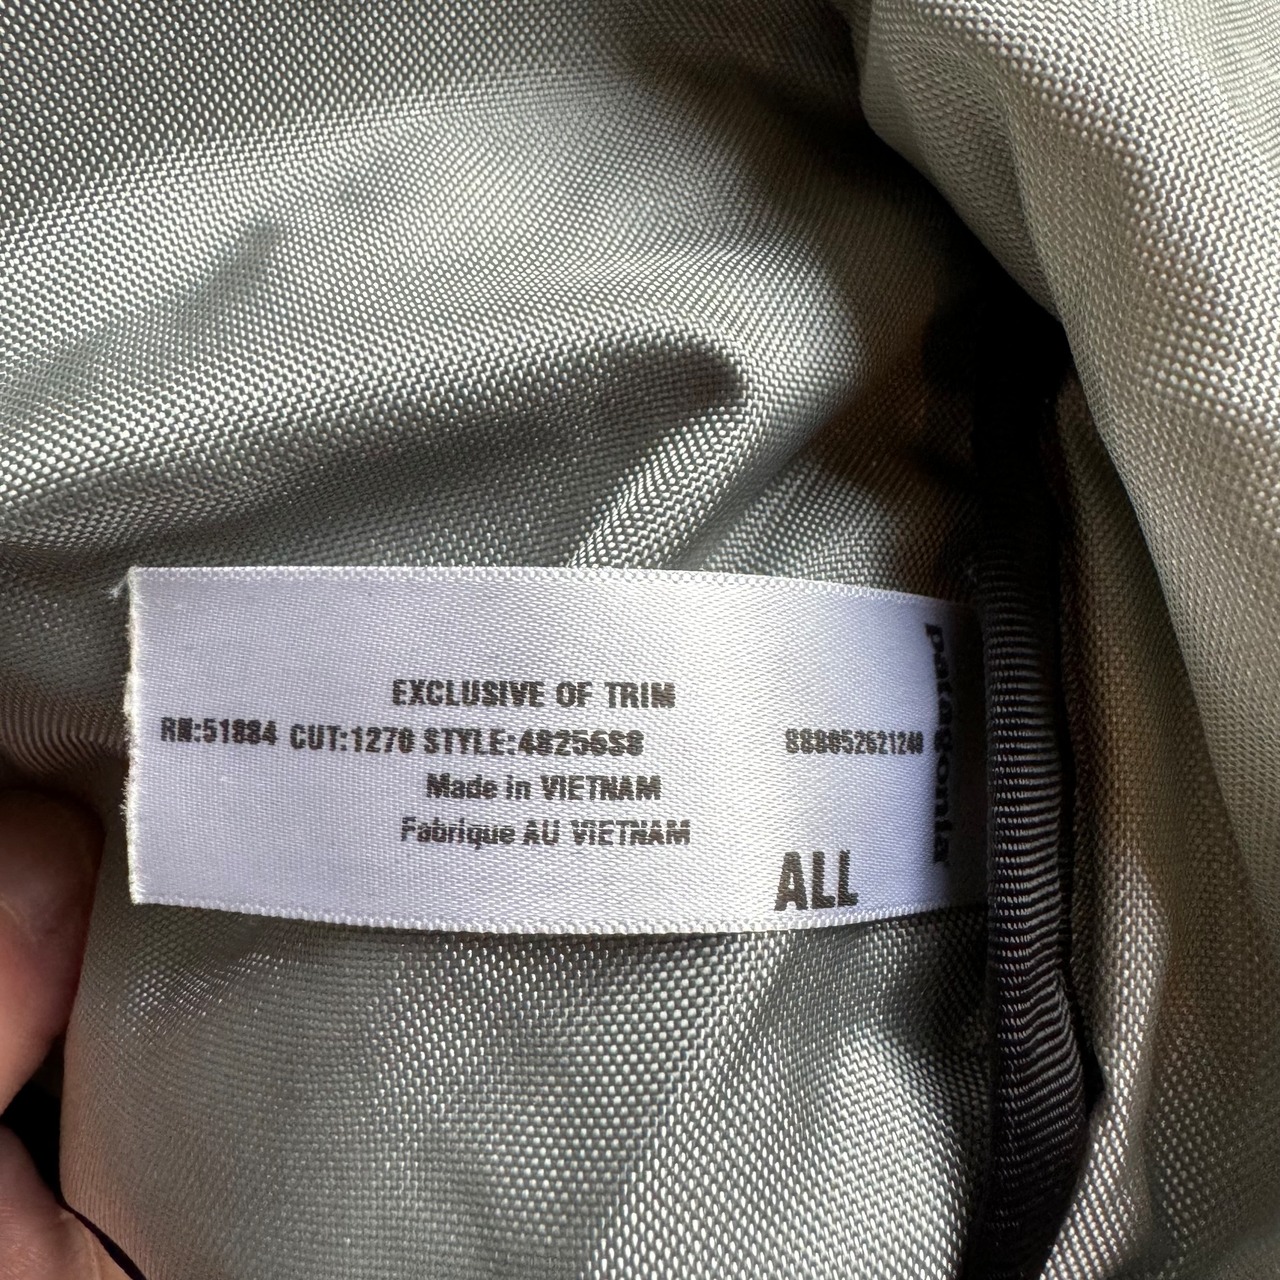 EXCLUSIVE OF TRIM
RN:51884 CUT:1270 STYLE:48256S8
Made in VIETNAM
Fabrique AU VIETNAM
ALL
patagonia